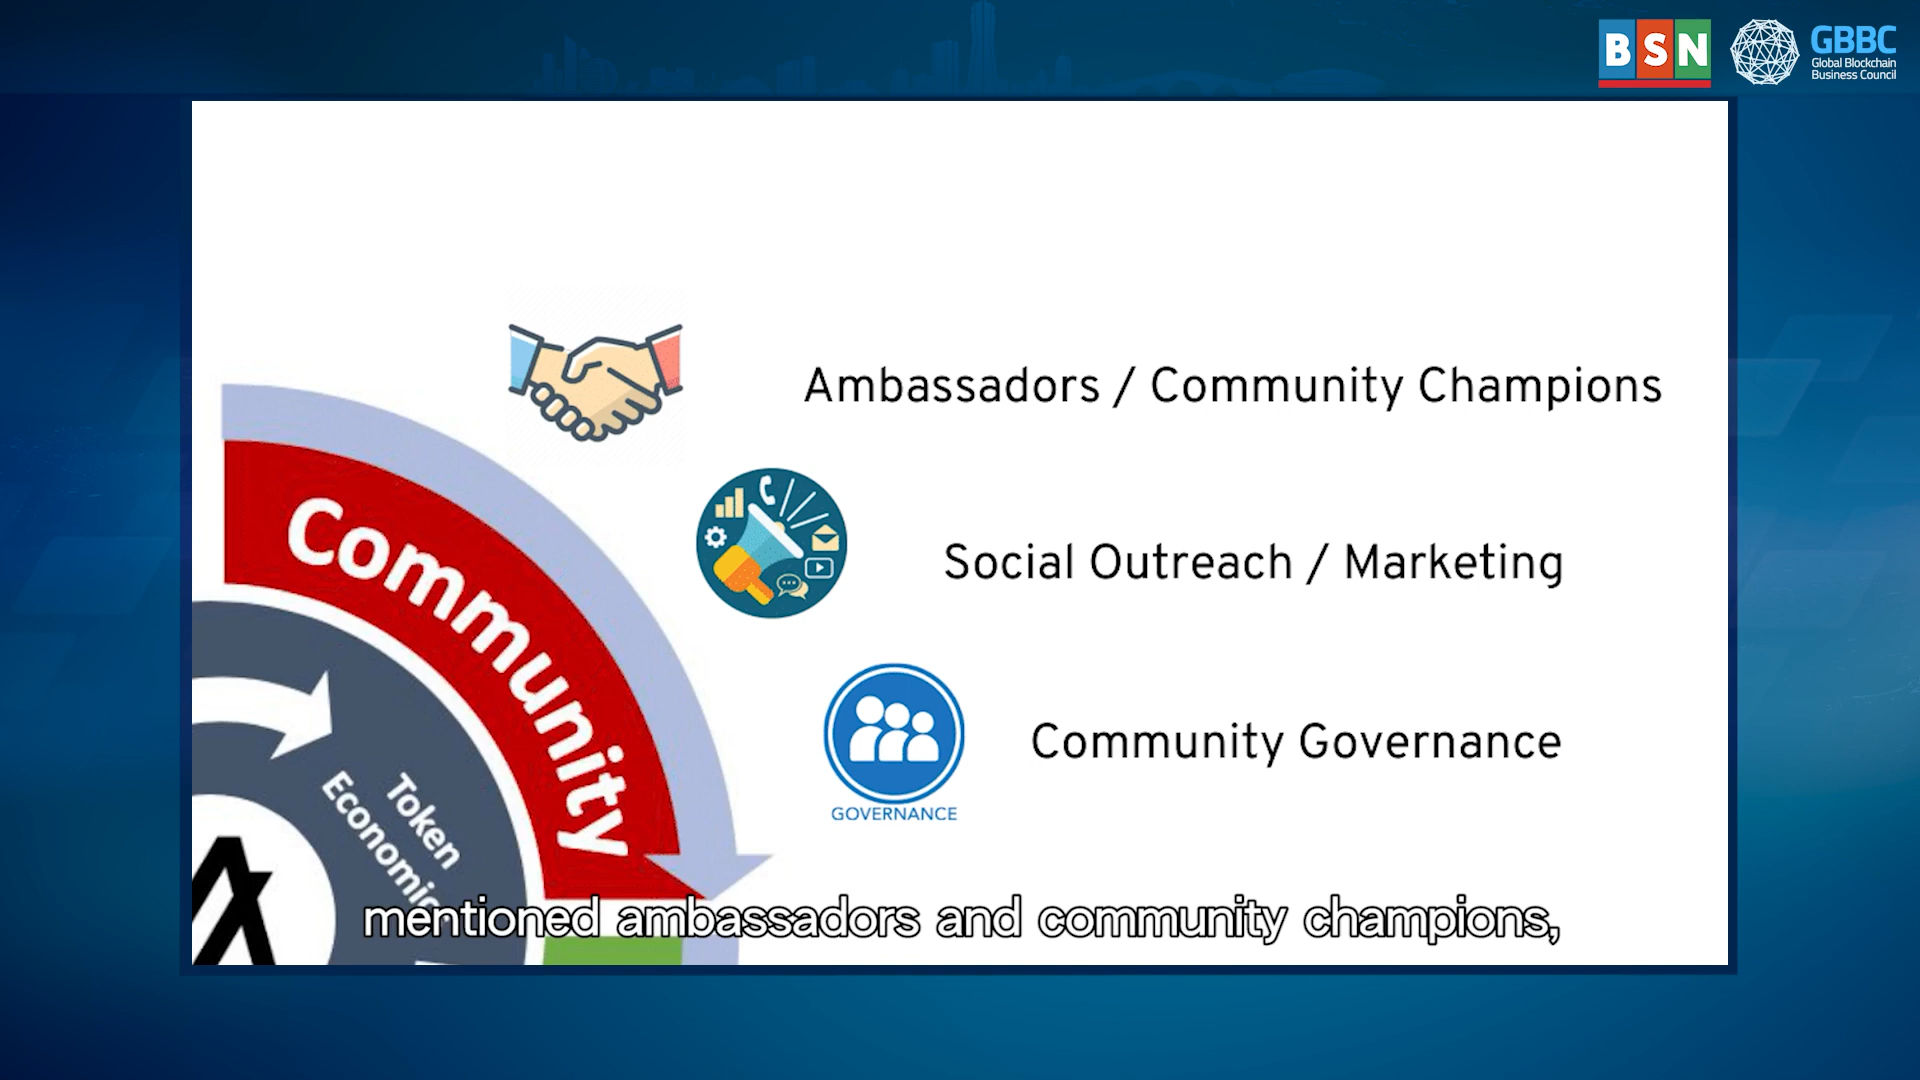 BSN
GBBC
Global Blockchain
Business Council
Ambassadors / Community Champions
Community
Social Outreach / Marketing
Community Governance
GOVERNANCE
Token
mentioned ambassadors and community champions,